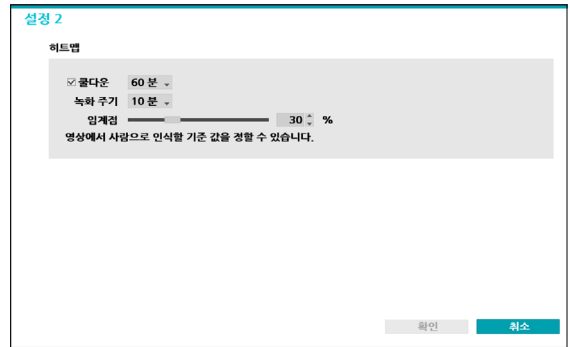 설정 2
히트맵
쿨다운 60 분
녹화 주기 10 분
임계점 30 %
영상에서 사람으로 인식할 기준 값을 정할 수 있습니다.
확인 취소